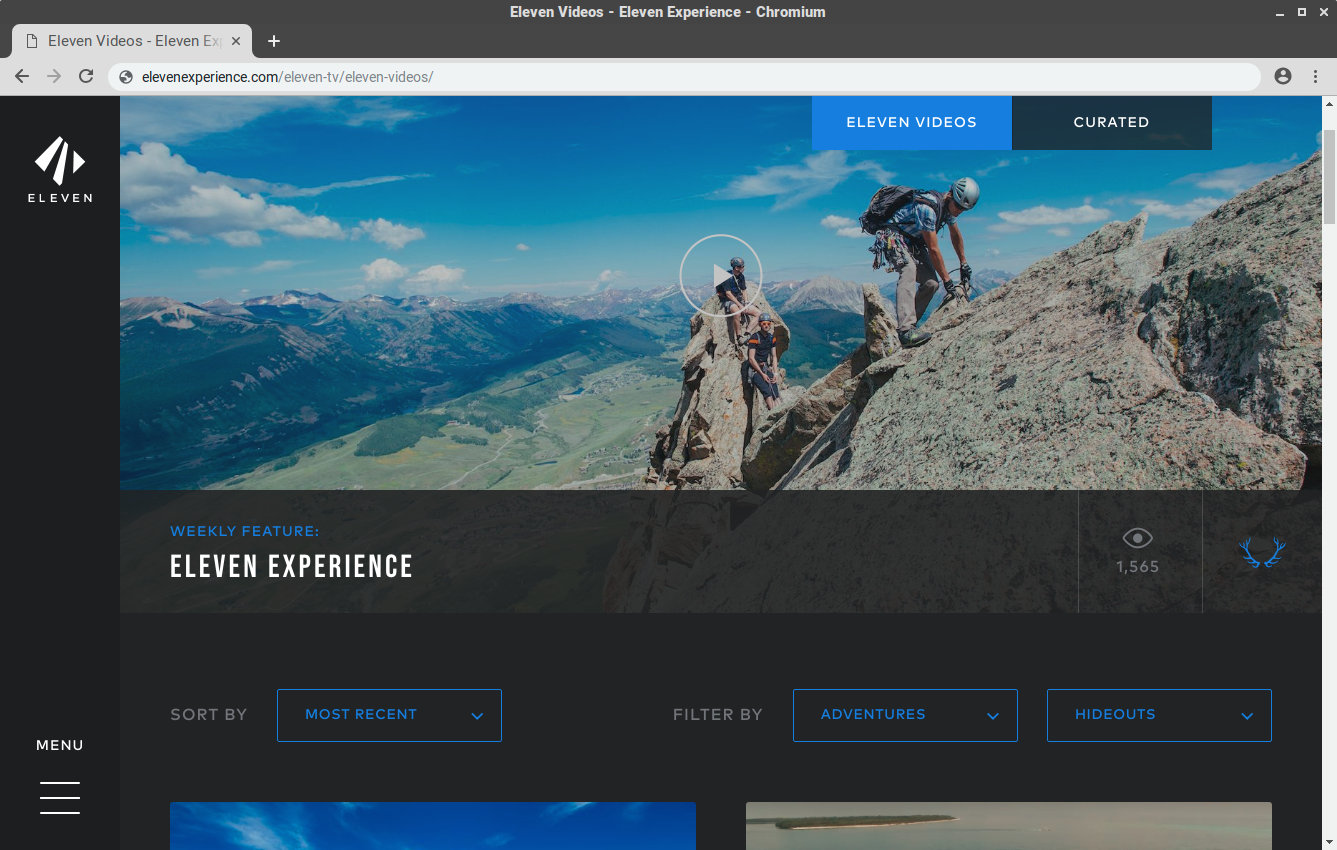 Eleven Videos - Eleven Experience - Chromium
Eleven Videos - Eleven Ex
elevenexperience.com/eleven-tv/eleven-videos/
ELEVEN VIDEOS
CURATED
ELEVEN
WEEKLY FEATURE:
ELEVEN EXPERIENCE
1,565
SORT BY
MOST RECENT
FILTER BY
ADVENTURES
HIDEOUTS
MENU